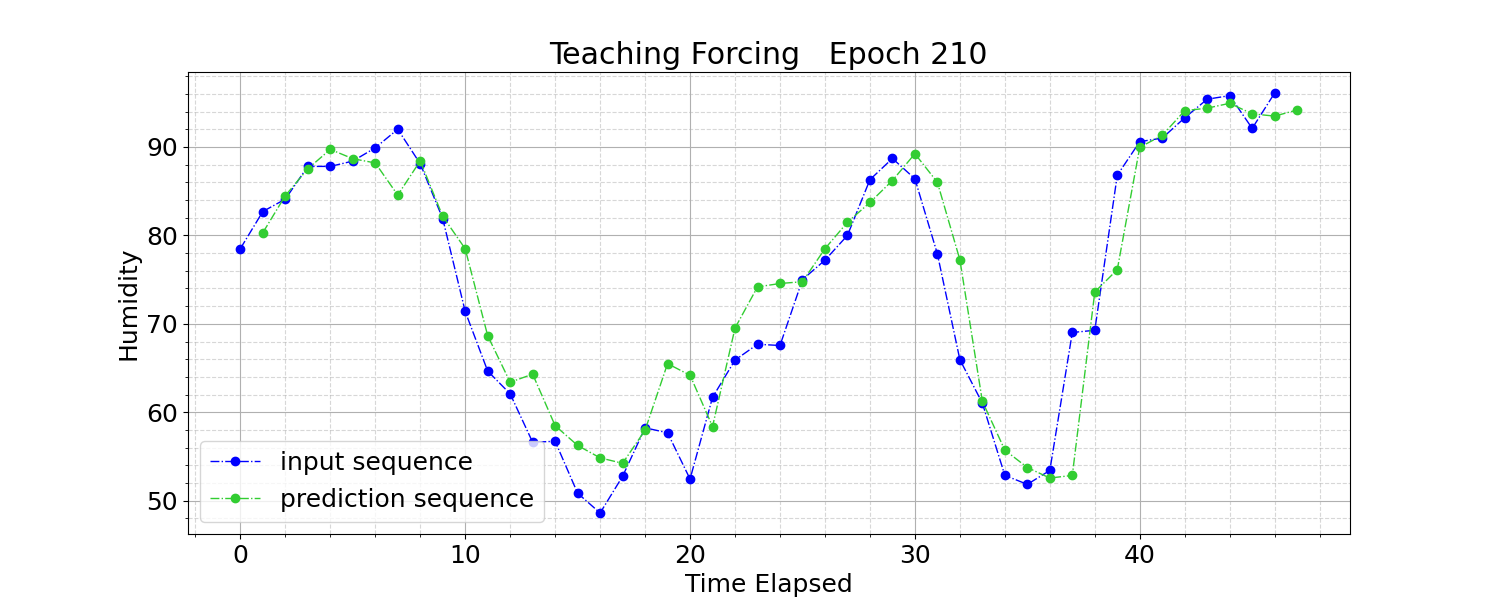 Teaching Forcing   Epoch 210
Humidity
90
80
70
60
50
input sequence
prediction sequence
0 10 20 30 40
Time Elapsed